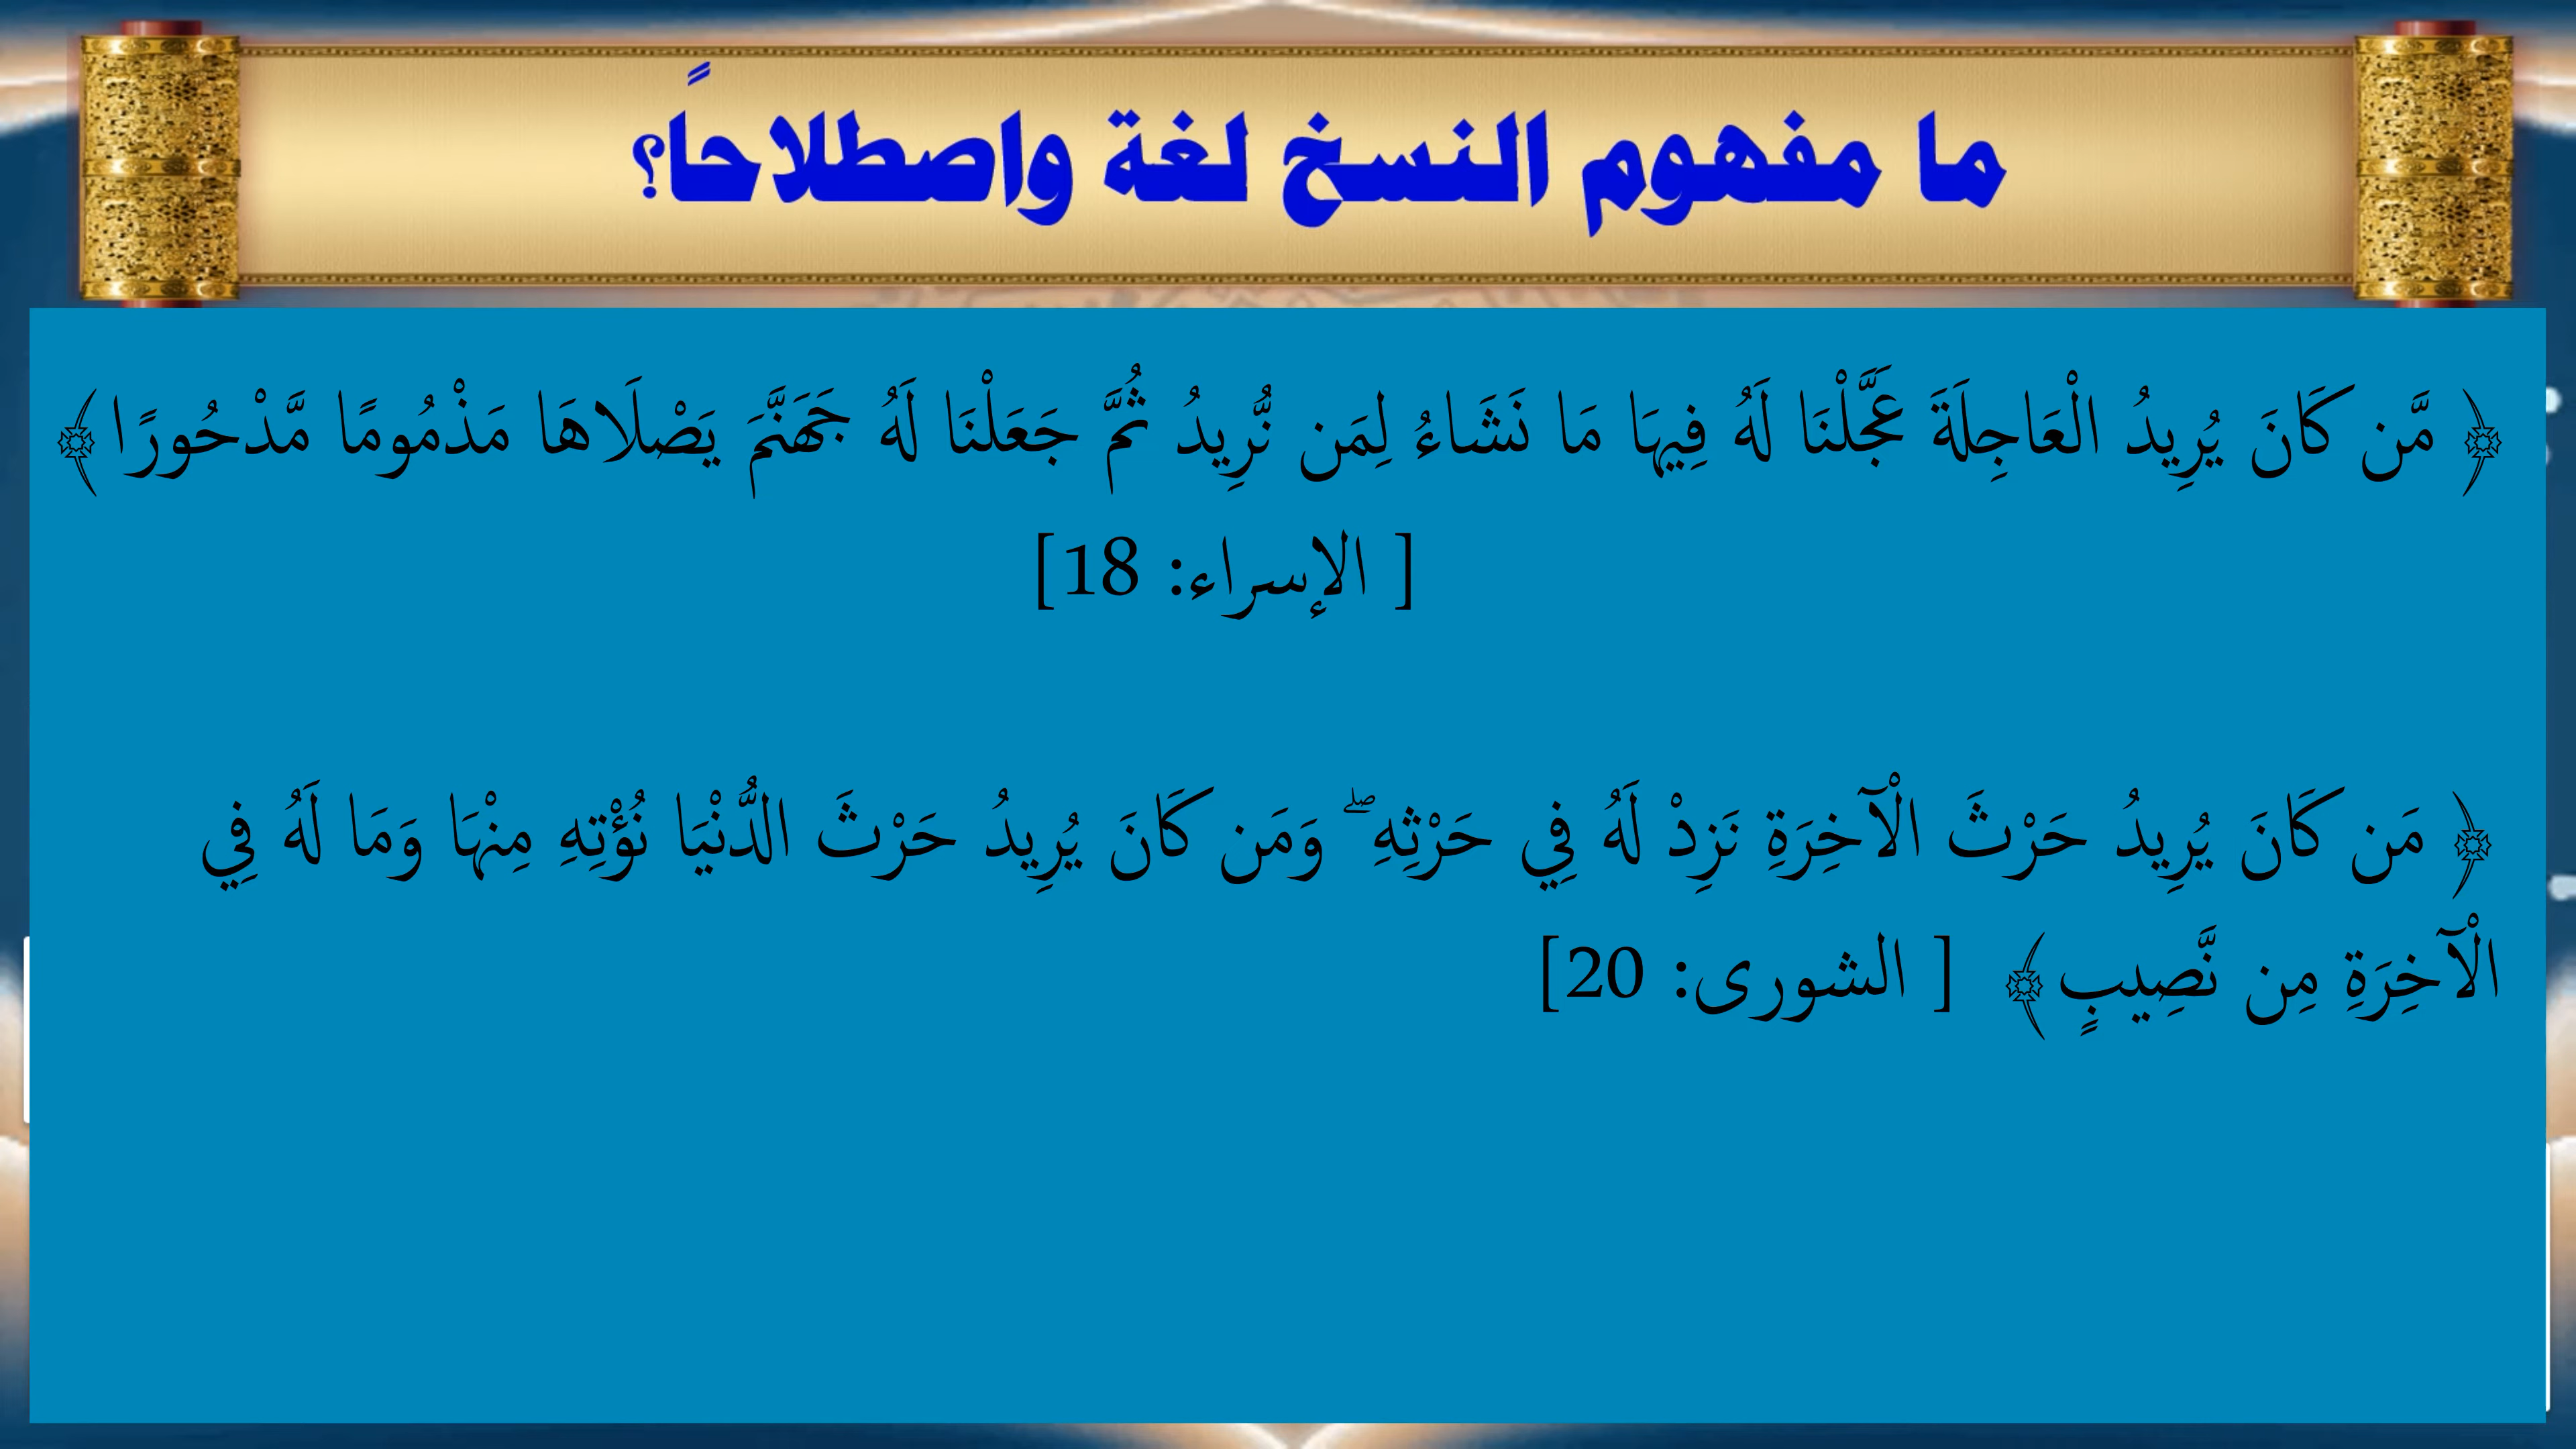 ما مفهوم النسخ لغة واصطلاحاً؟
﴿ مَّن كَانَ يُرِيدُ الْعَاجِلَةَ عَجَّلْنَا لَهُ فِيهَا مَا نَشَاءُ لِمَن نُّرِيدُ ثُمَّ جَعَلْنَا لَهُ جَهَنَّمَ يَصْلَاهَا مَذْمُومًا مَّدْحُورًا﴾
[ الإسراء: 18]
﴿ مَن كَانَ يُرِيدُ حَرْثَ الْآخِرَةِ نَزِدْ لَهُ فِي حَرْثِهِ ۖ وَمَن كَانَ يُرِيدُ حَرْثَ الدُّنْيَا نُؤْتِهِ مِنْهَا وَمَا لَهُ فِي
الْآخِرَةِ مِن نَّصِيبٍ﴾ [ الشورى: 20]